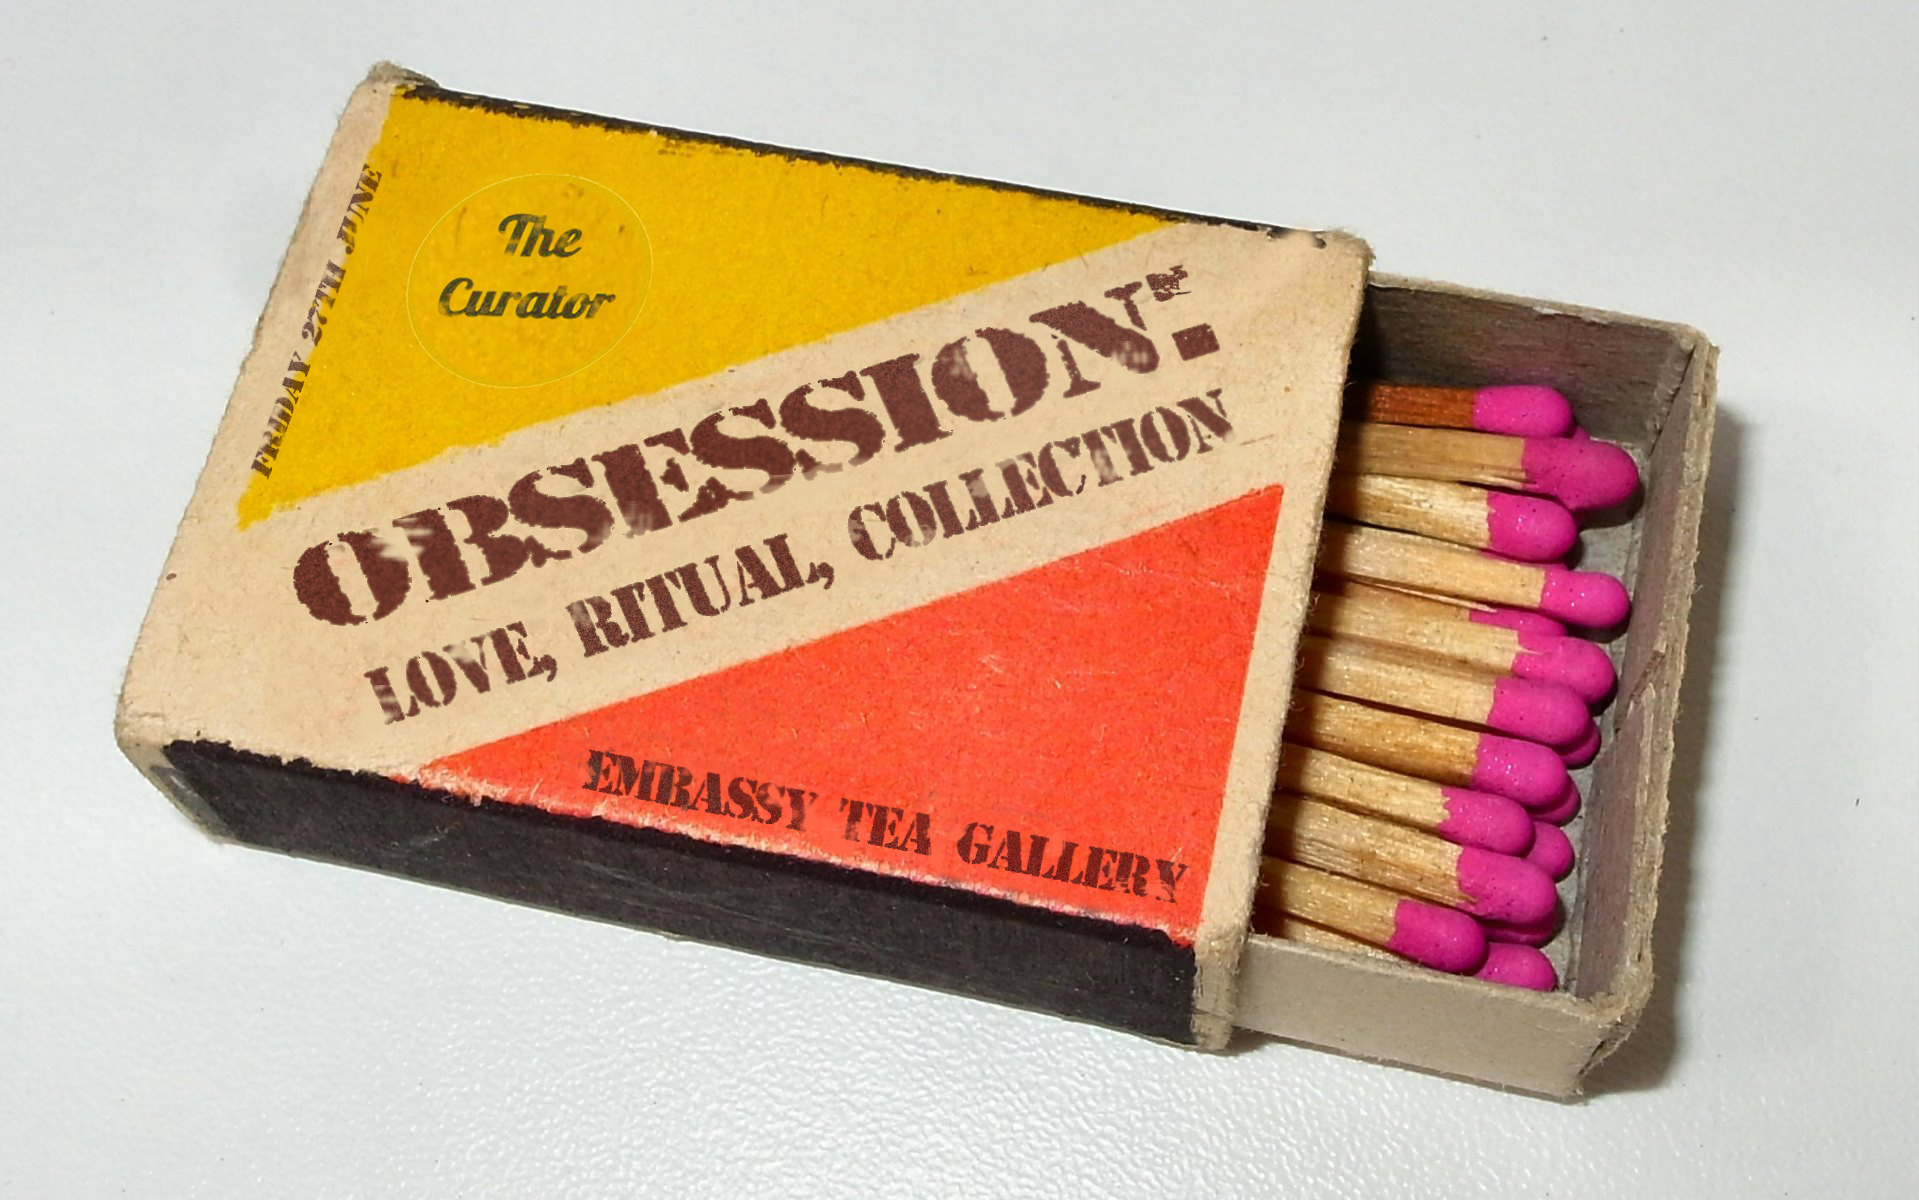 FRIDAY 27TH JUNE
The
Curator
OBSESSION:
LOVE, RITUAL, COLLECTION
EMBASSY TEA GALLERY